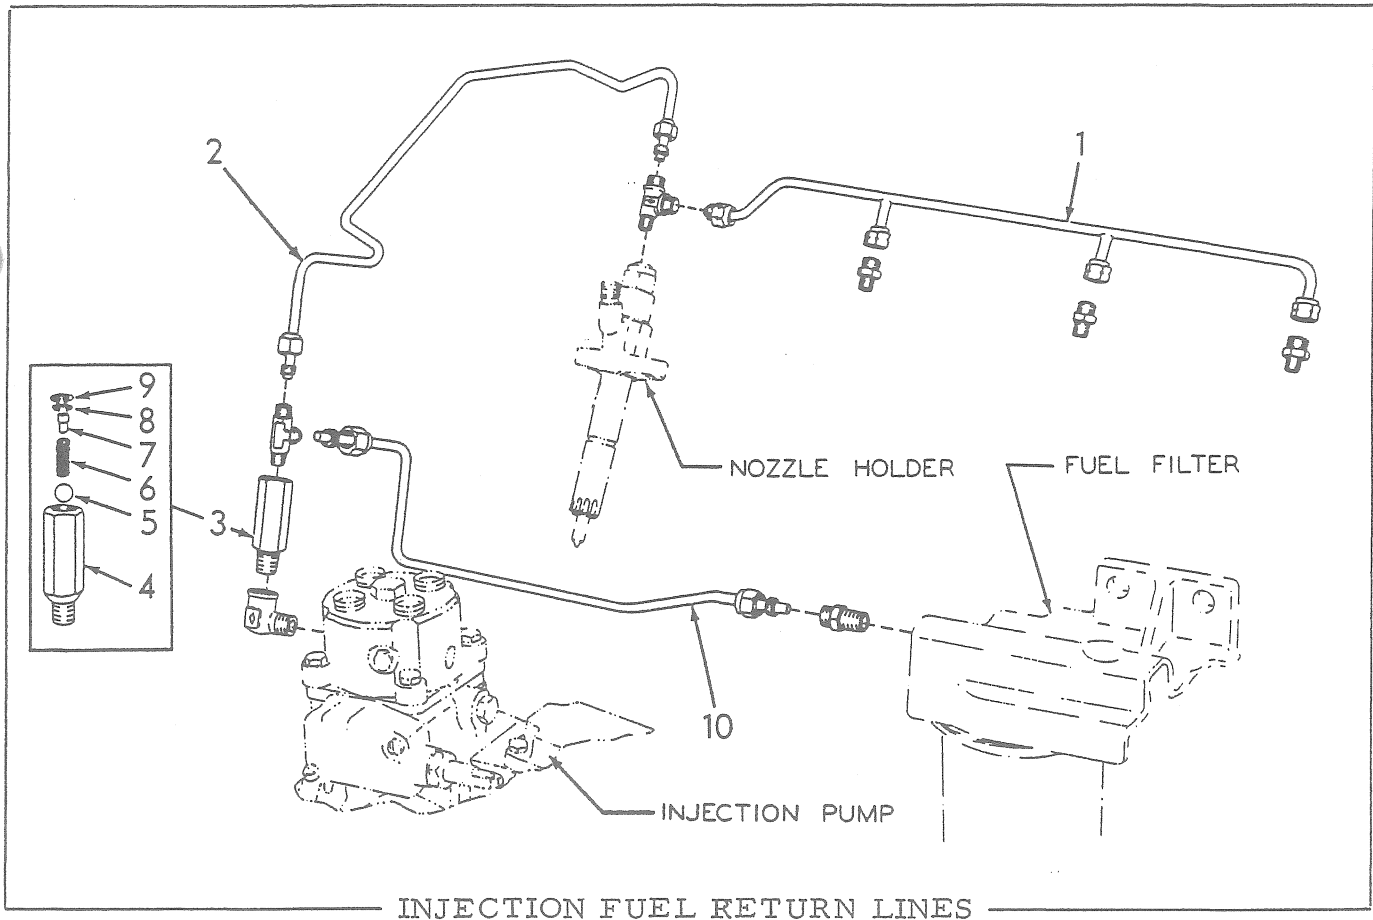 1
2
9
8
7
6
5
3
4
NOZZLE HOLDER
FUEL FILTER
10
INJECTION PUMP
INJECTION FUEL RETURN LINES